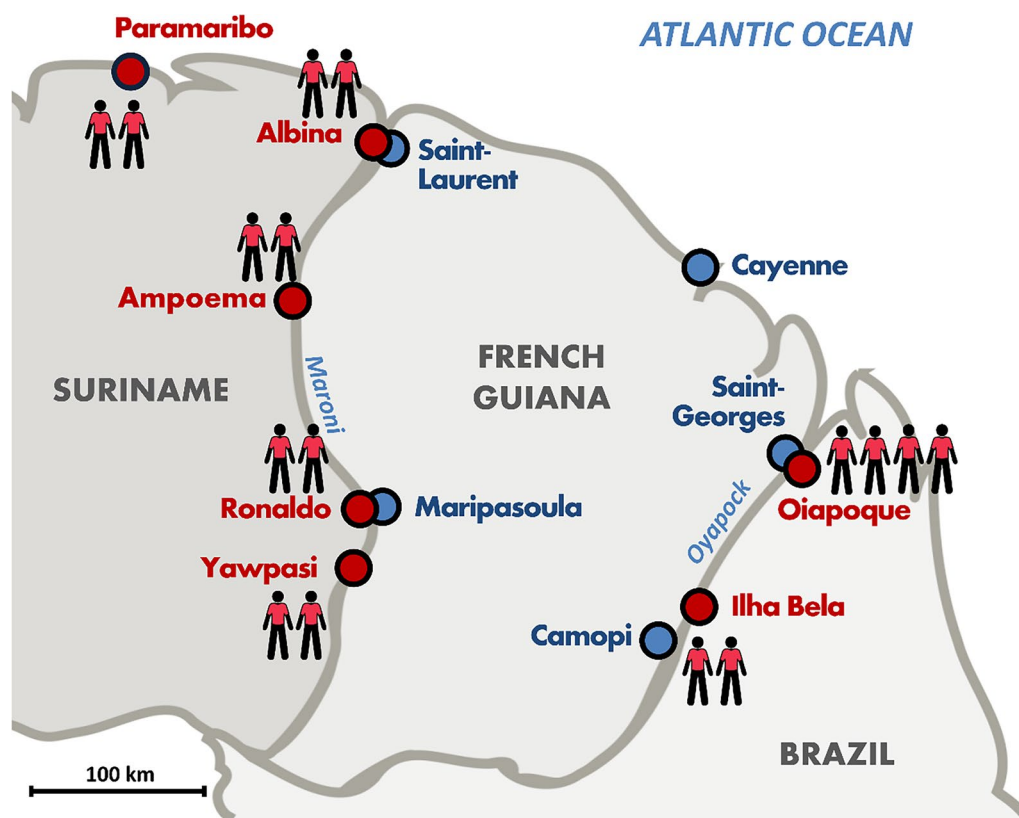 Paramaribo
ATLANTIC OCEAN
Albina
Saint-
Laurent
Cayenne
Ampoema
Maroni
FRENCH
GUIANA
SURINAME
Saint-
Georges
Ronaldo
Maripasoula
Oyapock
Oiapoque
Yawpasi
Ilha Bela
Camopi
BRAZIL
100 km